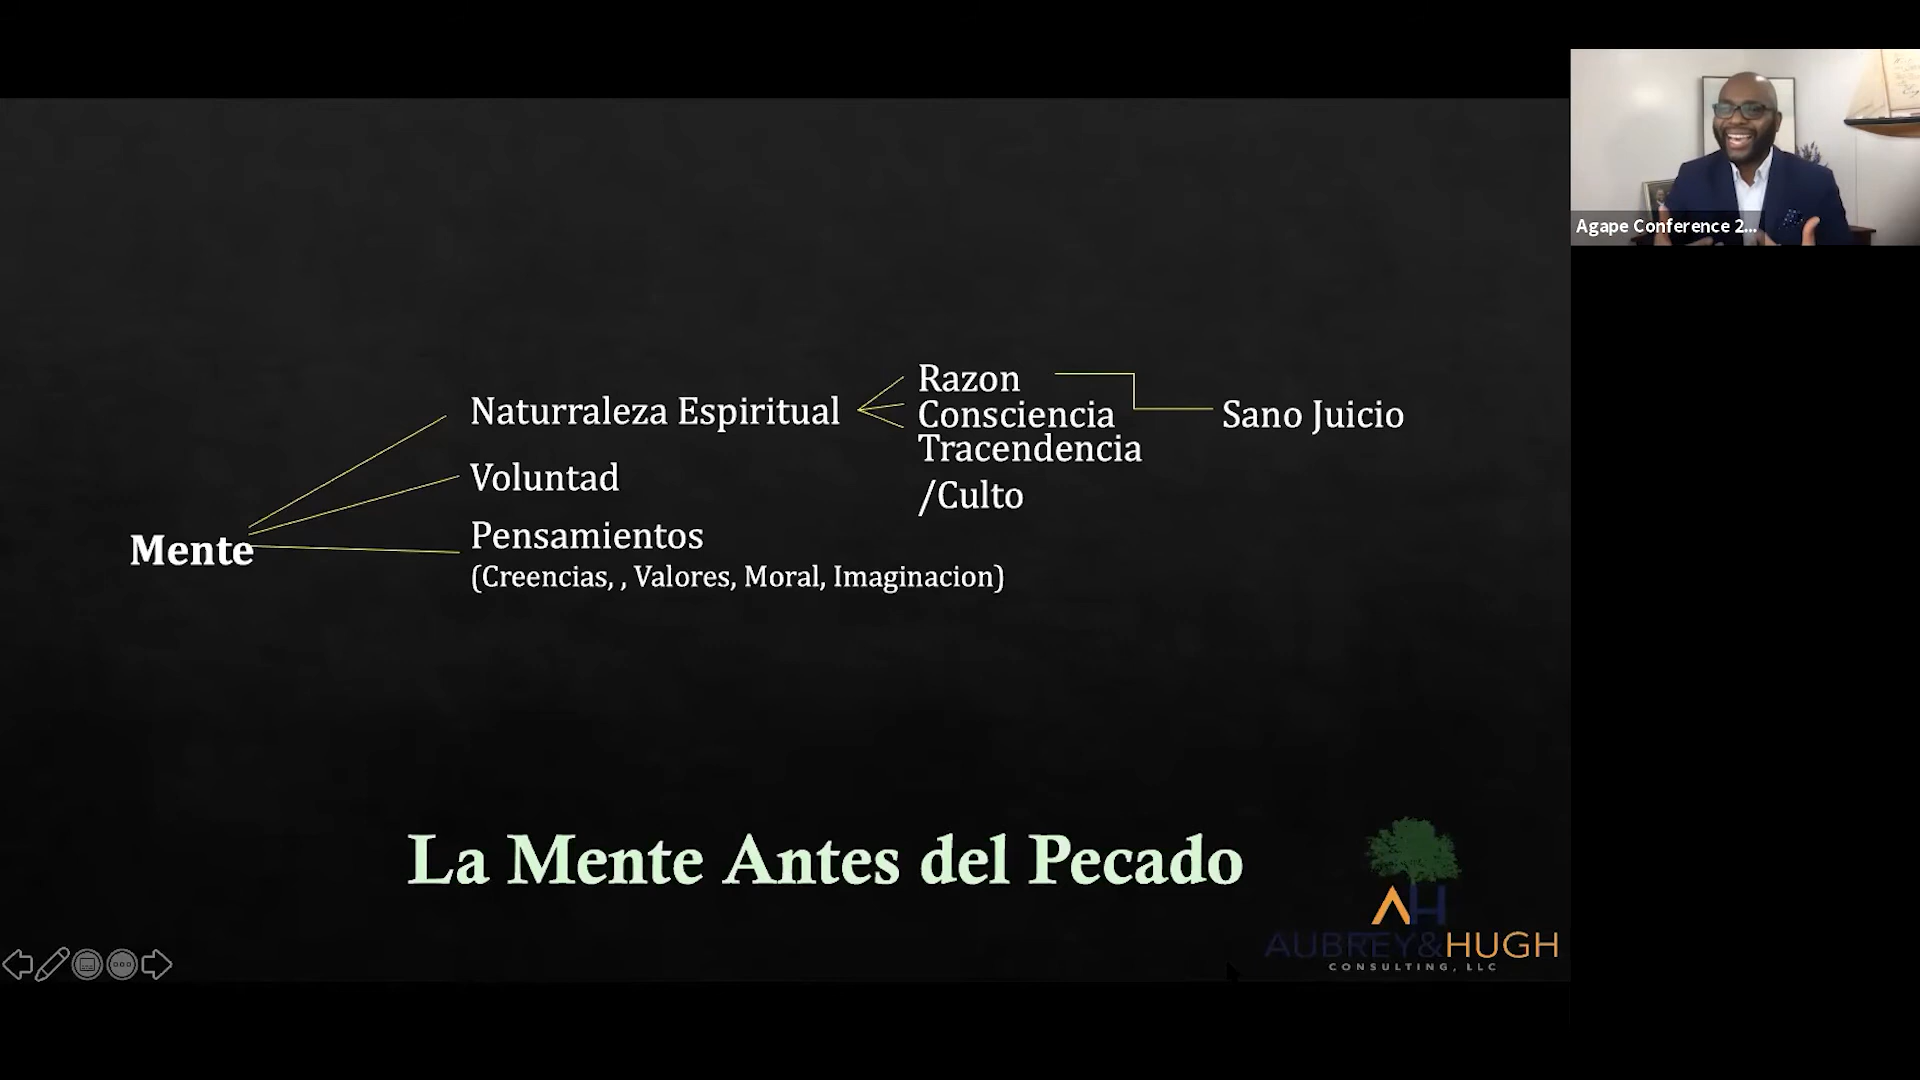 Agape Conference 2...
Razon
Naturraleza Espiritual
Consciencia
Sano Juicio
Tracendencia
Voluntad
/Culto
Pensamientos
Mente
(Creencias, , Valores, Moral, Imaginacion)
La Mente Antes del Pecado
AH
AUBREY&HUGH
CONSULTING, LLC